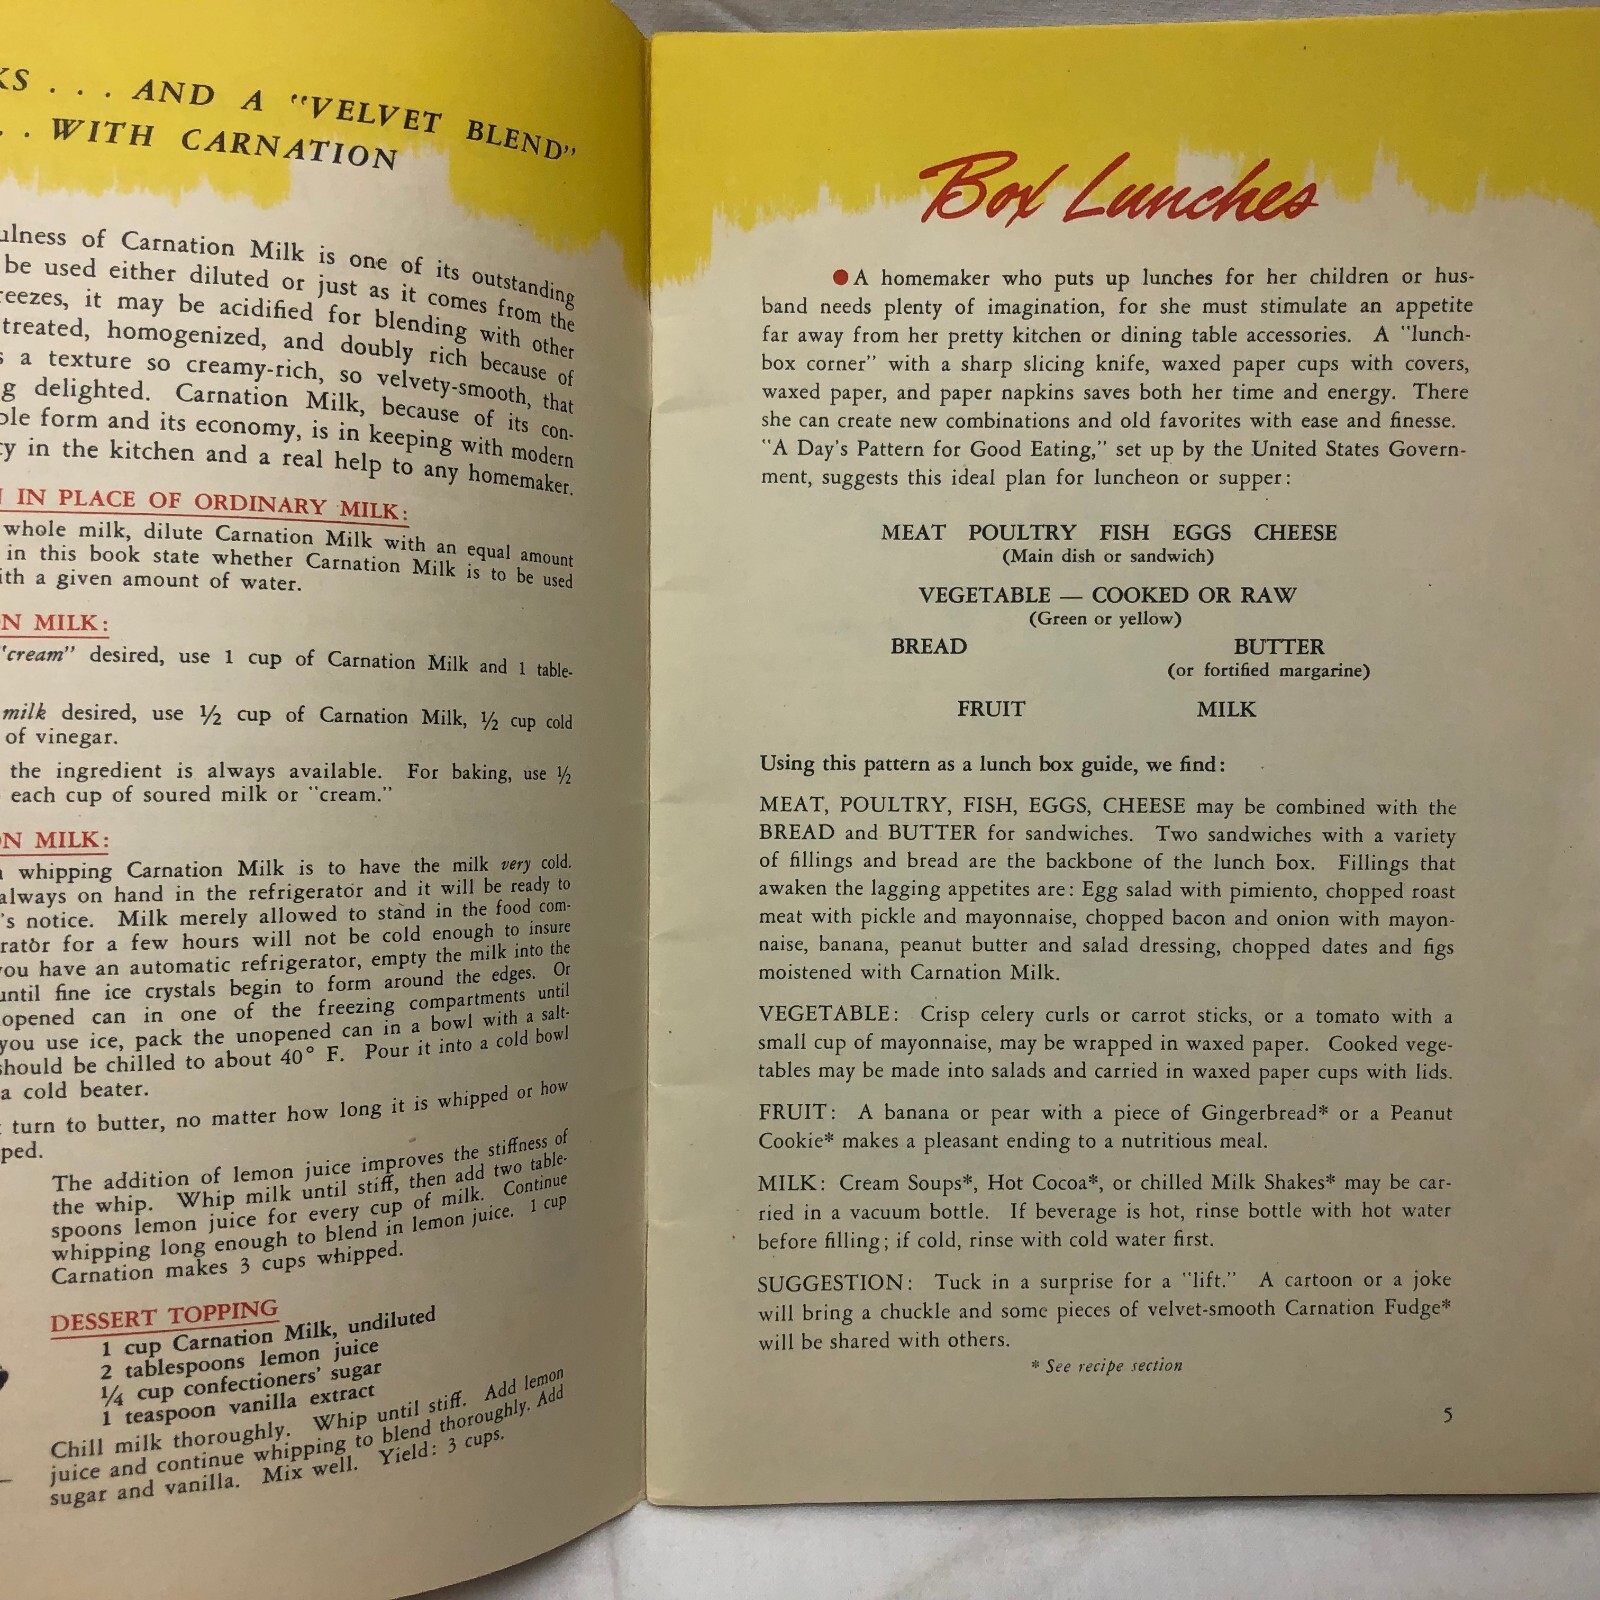 . . . AND A "VELVET BLEND"
. . WITH CARNATION
of Carnation Milk is one of its outstanding
be used either diluted or just as it comes from the
it may be acidified for blending with other
treated, homogenized, and doubly rich because of
a texture so creamy-rich, so velvety-smooth, that
delighted. Carnation Milk, because of its con-
form and its economy, is in keeping with modern
in the kitchen and a real help to any homemaker.
IN PLACE OF ORDINARY MILK:
whole milk, dilute Carnation Milk with an equal amount
in this book state whether Carnation Milk is to be used
a given amount of water.
MILK:
"cream" desired, use 1 cup of Carnation Milk and 1 table-
milk desired, use ½ cup of Carnation Milk, ½ cup cold
of vinegar.
the ingredient is always available. For baking, use ½
each cup of soured milk or "cream."
MILK:
whipping Carnation Milk is to have the milk very cold.
always on hand in the refrigerator and it will be ready to
notice. Milk merely allowed to stand in the food com-
for a few hours will not be cold enough to insure
you have an automatic refrigerator, empty the milk into the
until fine ice crystals begin to form around the edges. Or
can in one of the freezing compartments until
you use ice, pack the unopened can in a bowl with a salt-
should be chilled to about 40° F. Pour it into a cold bowl
a cold beater.
turn to butter, no matter how long it is whipped or how
The addition of lemon juice improves the stiffness of
the whip. Whip milk until stiff, then add two table-
spoons lemon juice for every cup of milk. Continue
whipping long enough to blend in lemon juice. 1 cup
Carnation makes 3 cups whipped.
DESSERT TOPPING
1 cup Carnation Milk, undiluted
2 tablespoons lemon juice
¼ cup confectioners' sugar
1 teaspoon vanilla extract
Chill milk thoroughly. Whip until stiff. Add lemon
juice and continue whipping to blend thoroughly. Add
sugar and vanilla. Mix well. Yield: 3 cups.
Box Lunches
● A homemaker who puts up lunches for her children or hus-
band needs plenty of imagination, for she must stimulate an appetite
far away from her pretty kitchen or dining table accessories. A "lunch-
box corner" with a sharp slicing knife, waxed paper cups with covers,
waxed paper, and paper napkins saves both her time and energy. There
she can create new combinations and old favorites with ease and finesse.
"A Day's Pattern for Good Eating," set up by the United States Govern-
ment, suggests this ideal plan for luncheon or supper:
MEAT POULTRY FISH EGGS CHEESE
(Main dish or sandwich)
VEGETABLE — COOKED OR RAW
(Green or yellow)
BREAD BUTTER
(or fortified margarine)
FRUIT MILK
Using this pattern as a lunch box guide, we find:
MEAT, POULTRY, FISH, EGGS, CHEESE may be combined with the
BREAD and BUTTER for sandwiches. Two sandwiches with a variety
of fillings and bread are the backbone of the lunch box. Fillings that
awaken the lagging appetites are: Egg salad with pimiento, chopped roast
meat with pickle and mayonnaise, chopped bacon and onion with mayon-
naise, banana, peanut butter and salad dressing, chopped dates and figs
moistened with Carnation Milk.
VEGETABLE: Crisp celery curls or carrot sticks, or a tomato with a
small cup of mayonnaise, may be wrapped in waxed paper. Cooked vege-
tables may be made into salads and carried in waxed paper cups with lids.
FRUIT: A banana or pear with a piece of Gingerbread* or a Peanut
Cookie* makes a pleasant ending to a nutritious meal.
MILK: Cream Soups*, Hot Cocoa*, or chilled Milk Shakes* may be car-
ried in a vacuum bottle. If beverage is hot, rinse bottle with hot water
before filling; if cold, rinse with cold water first.
SUGGESTION: Tuck in a surprise for a "lift." A cartoon or a joke
will bring a chuckle and some pieces of velvet-smooth Carnation Fudge*
will be shared with others.
* See recipe section
5